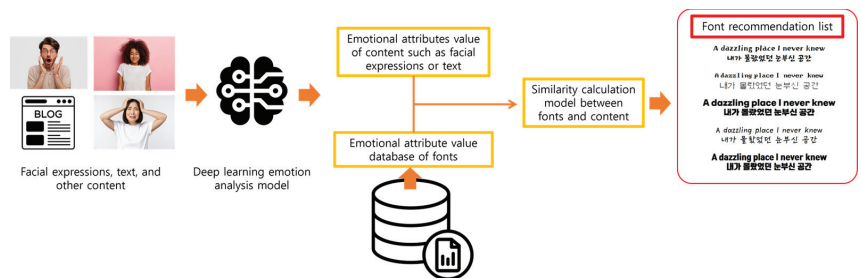 BLOG
Facial expressions, text, and
other content
Deep learning emotion
analysis model
Emotional attributes value
of content such as facial
expressions or text
Emotional attribute value
database of fonts
Similarity calculation
model between
fonts and content
Font recommendation list
A dazzling place I never knew
내가 몰랐었던 눈부신 공간
A dazzling place I never knew
내가 몰랐었던 눈부신 공간
A dazzling place I never knew
내가 몰랐었던 눈부신 공간
A dazzling place I never knew
내가 몰랐었던 눈부신 공간
A dazzling place I never knew
내가 몰랐었던 눈부신 공간